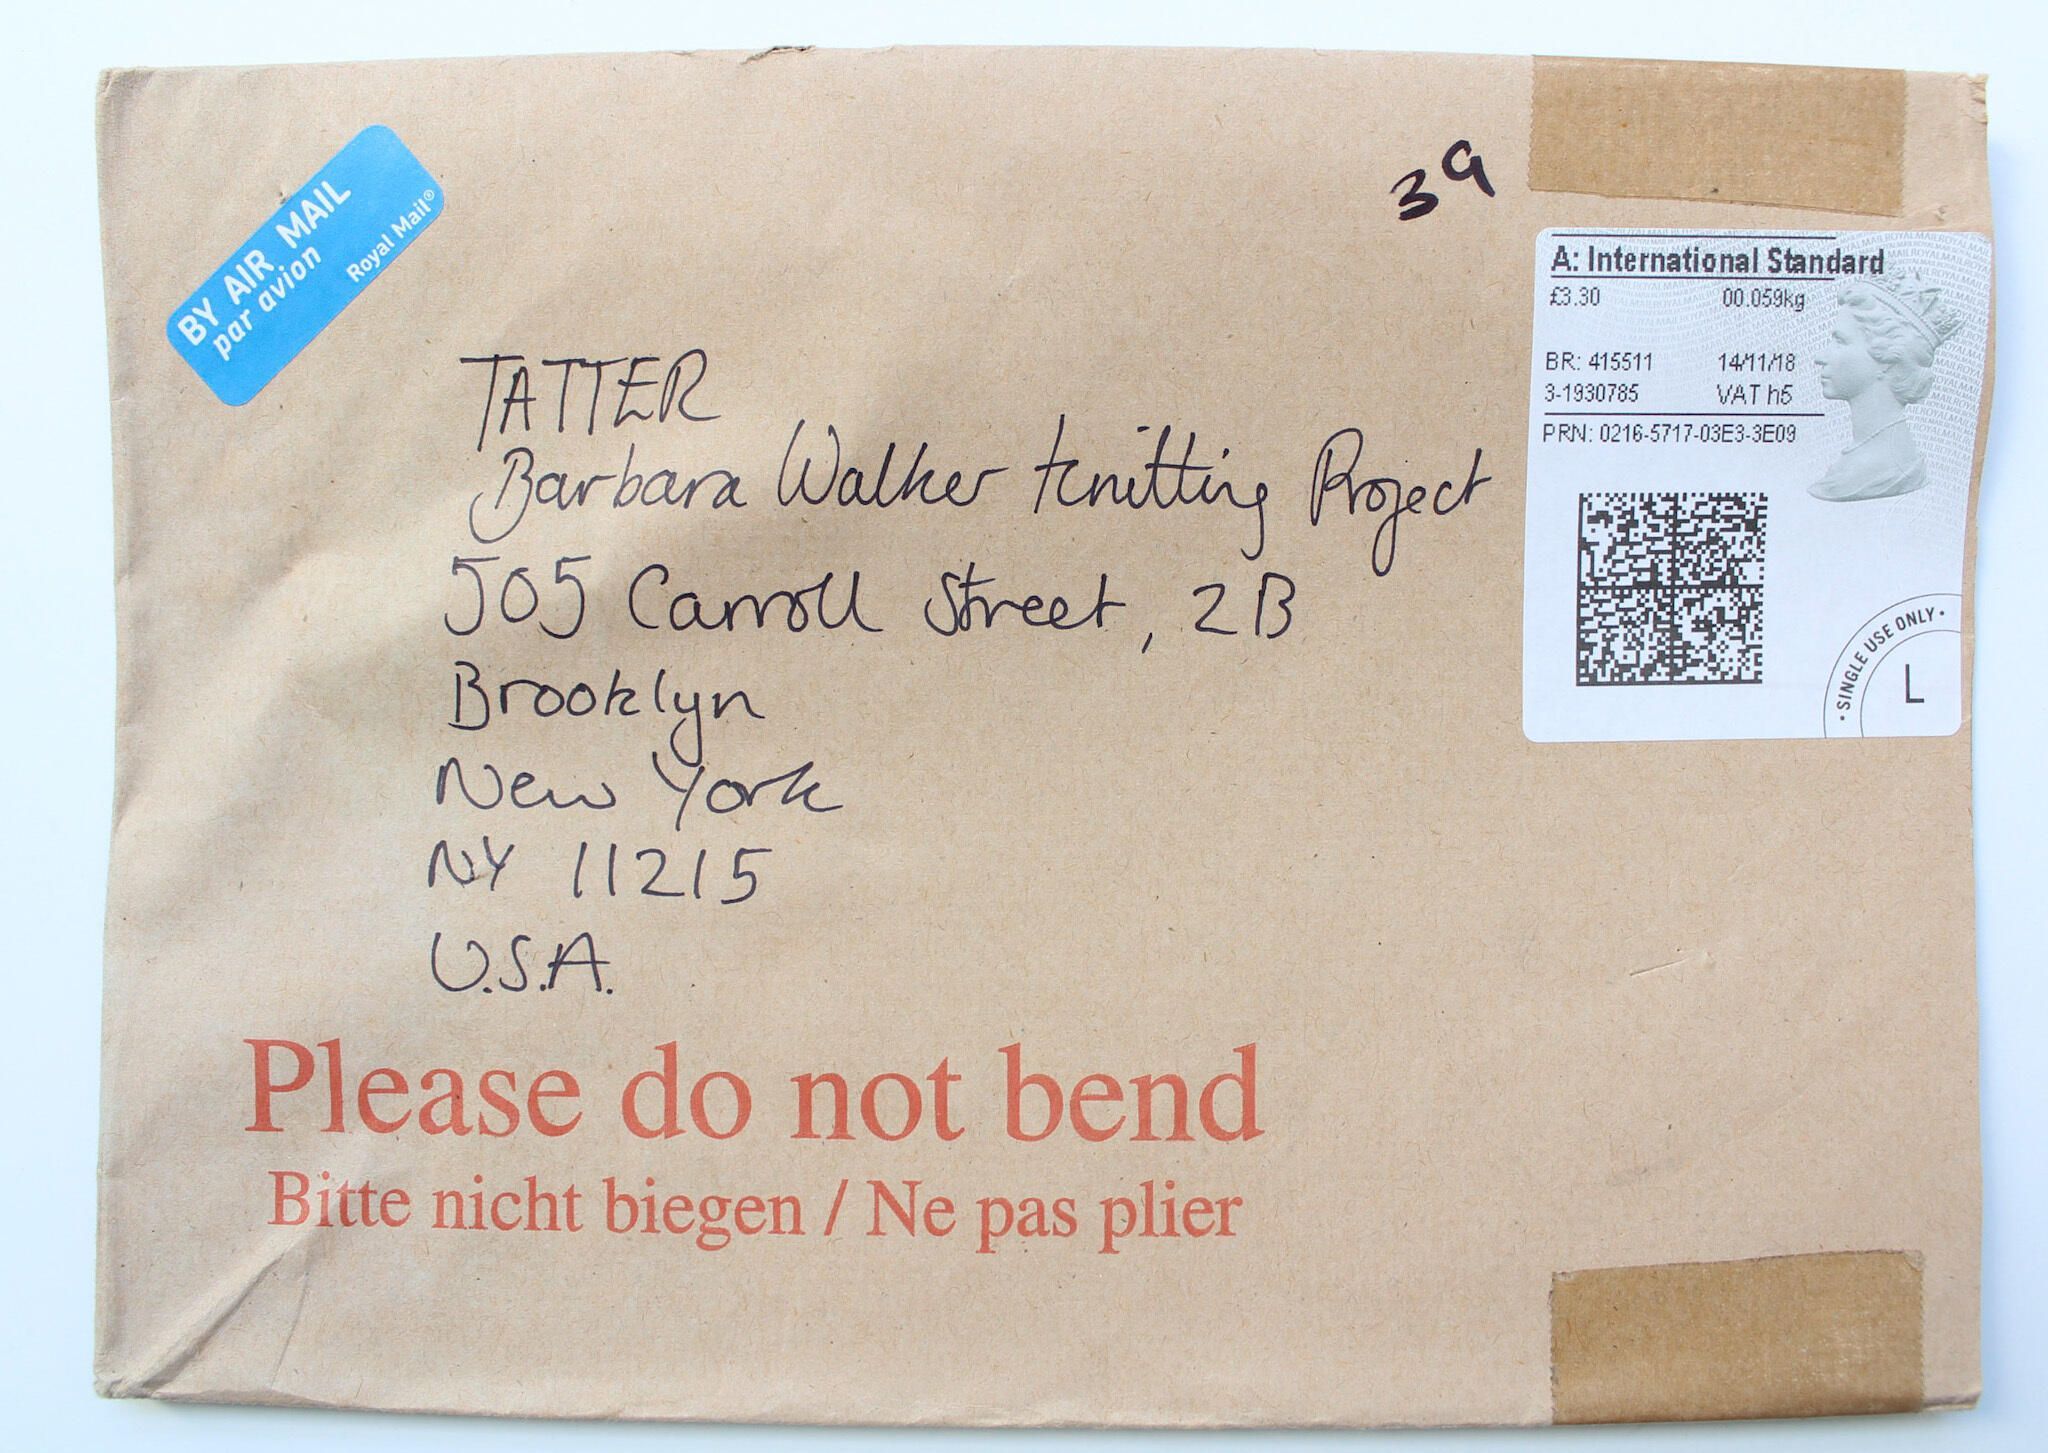 BY AIR MAIL
par avion
Royal Mail®
39
A: International Standard
£3.30 00.059kg
BR: 415511 14/11/18
3-1930785 VAT h5
PRN: 0216-5717-03E3-3E09
• SINGLE USE ONLY •
L
TATTER
Barbara Walker Knitting Project
505 Carroll Street, 2B
Brooklyn
New York
NY 11215
U.S.A.
Please do not bend
Bitte nicht biegen / Ne pas plier